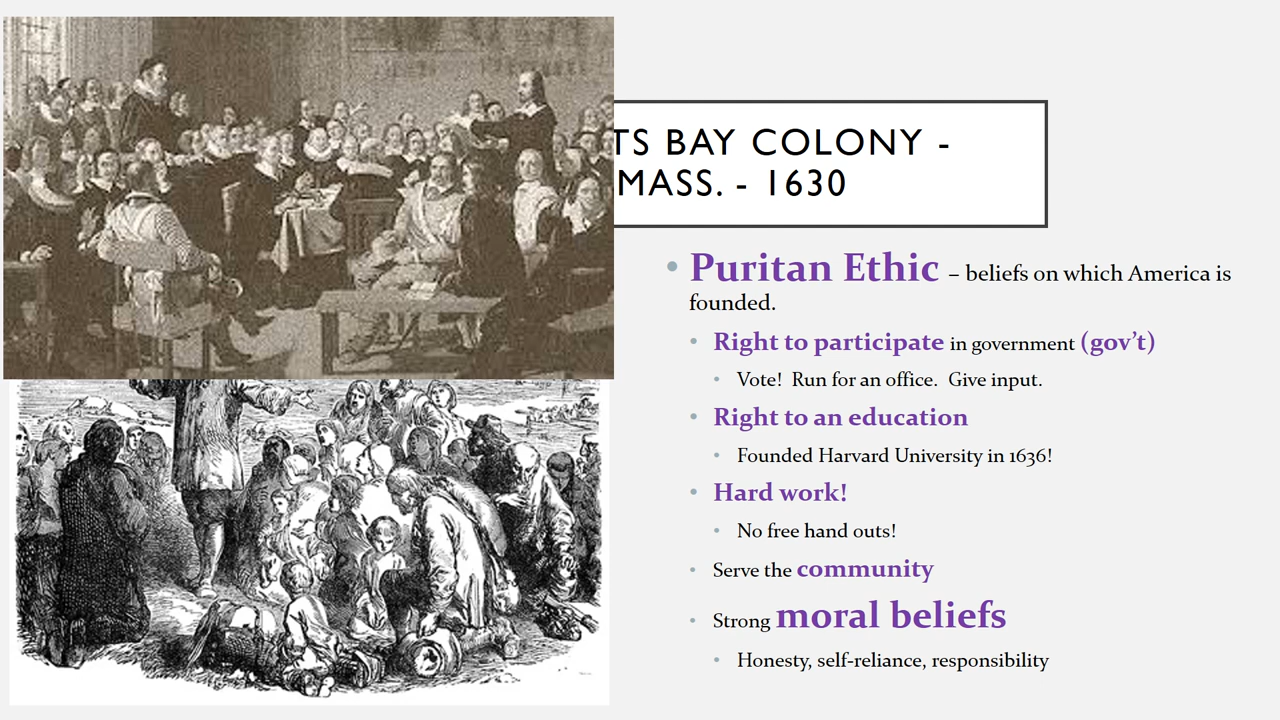 TS BAY COLONY -
MASS. - 1630
• Puritan Ethic – beliefs on which America is
founded.
• Right to participate in government (gov’t)
• Vote!  Run for an office.  Give input.
• Right to an education
• Founded Harvard University in 1636!
• Hard work!
• No free hand outs!
• Serve the community
• Strong moral beliefs
• Honesty, self-reliance, responsibility